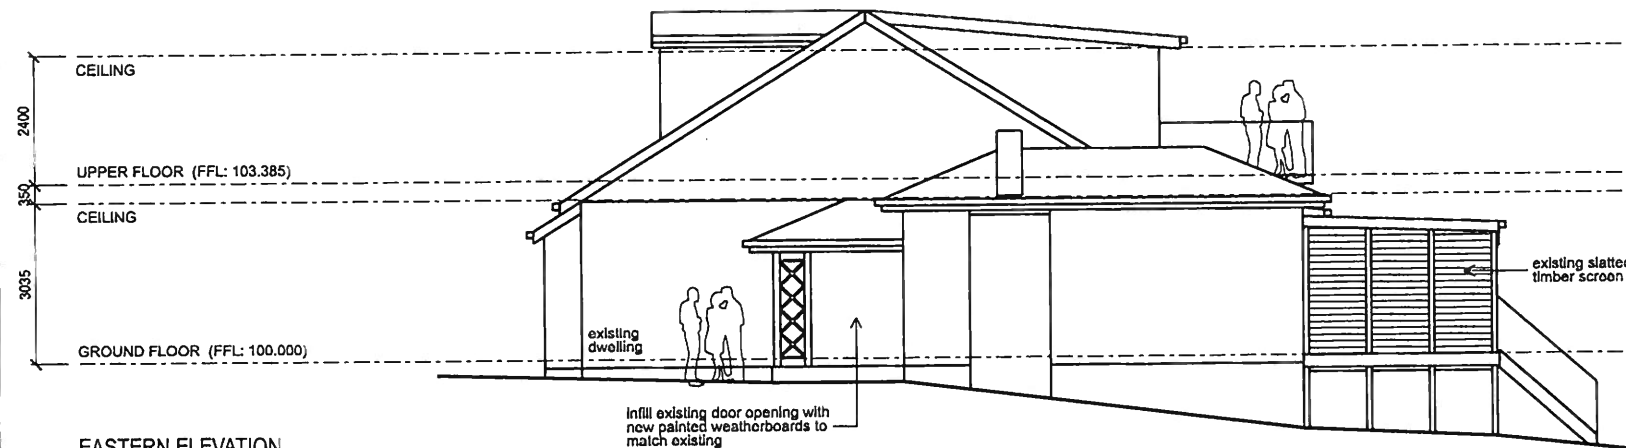 CEILING
2400
UPPER FLOOR (FFL: 103.385)
350
CEILING
3035
existing slatted
timber screen
existing
dwelling
GROUND FLOOR (FFL: 100.000)
infill existing door opening with
new painted weatherboards to
match existing
EASTERN ELEVATION